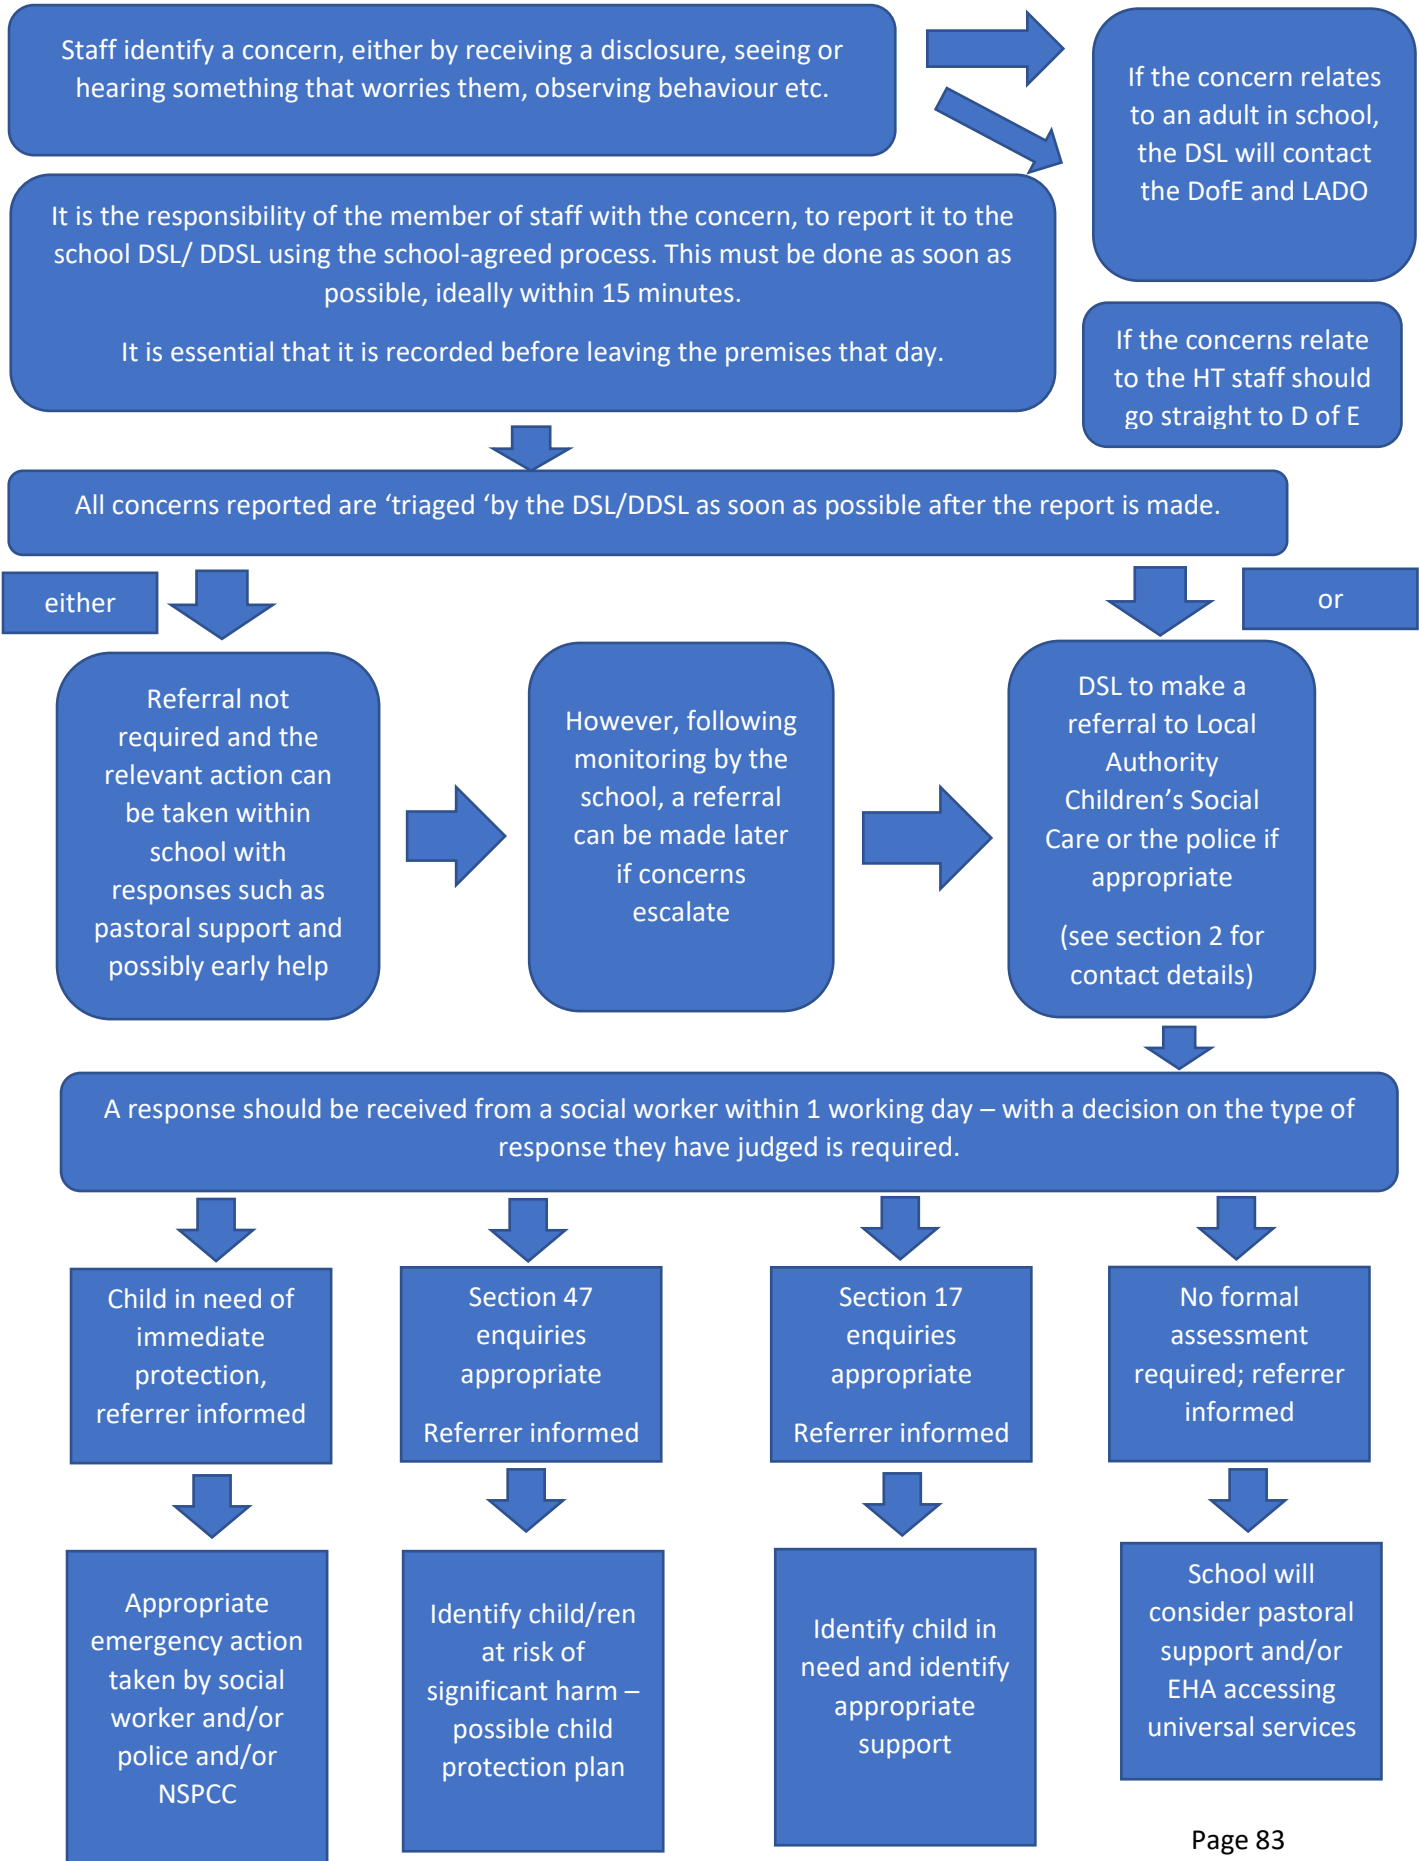 Staff identify a concern, either by receiving a disclosure, seeing or
hearing something that worries them, observing behaviour etc.
If the concern relates
to an adult in school,
the DSL will contact
the DofE and LADO
It is the responsibility of the member of staff with the concern, to report it to the
school DSL/ DDSL using the school-agreed process. This must be done as soon as
possible, ideally within 15 minutes.
It is essential that it is recorded before leaving the premises that day.
If the concerns relate
to the HT staff should
go straight to D of E
All concerns reported are ‘triaged ‘by the DSL/DDSL as soon as possible after the report is made.
either
or
Referral not
required and the
relevant action can
be taken within
school with
responses such as
pastoral support and
possibly early help
However, following
monitoring by the
school, a referral
can be made later
if concerns
escalate
DSL to make a
referral to Local
Authority
Children’s Social
Care or the police if
appropriate
(see section 2 for
contact details)
A response should be received from a social worker within 1 working day – with a decision on the type of
response they have judged is required.
Child in need of
immediate
protection,
referrer informed
Section 47
enquiries
appropriate
Referrer informed
Section 17
enquiries
appropriate
Referrer informed
No formal
assessment
required; referrer
informed
Appropriate
emergency action
taken by social
worker and/or
police and/or
NSPCC
Identify child/ren
at risk of
significant harm –
possible child
protection plan
Identify child in
need and identify
appropriate
support
School will
consider pastoral
support and/or
EHA accessing
universal services
Page 83